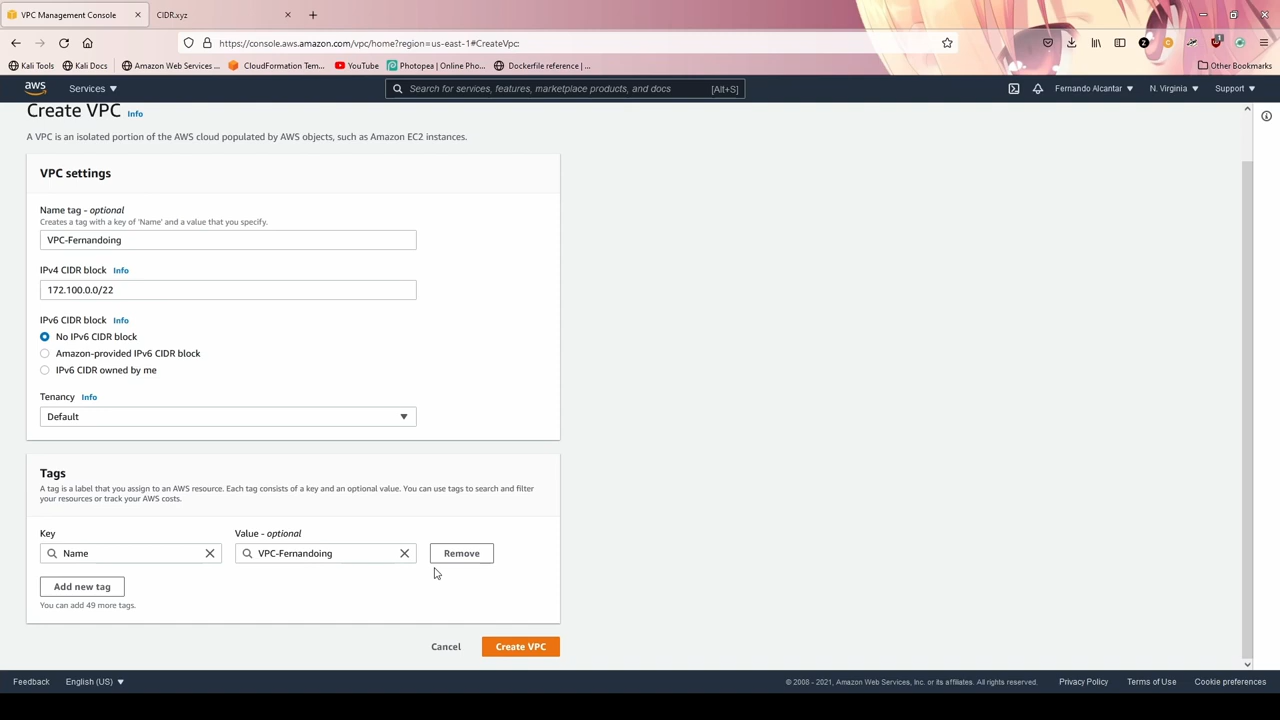 VPC Management Console
CIDR.xyz
https://console.aws.amazon.com/vpc/home?region=us-east-1#CreateVpc:
Kali Tools
Kali Docs
Amazon Web Services ...
CloudFormation Tem...
YouTube
Photopea | Online Pho...
Dockerfile reference | ...
Other Bookmarks
aws
Services
Search for services, features, marketplace products, and docs
[Alt+S]
Fernando Alcantar
N. Virginia
Support
Create VPC Info
A VPC is an isolated portion of the AWS cloud populated by AWS objects, such as Amazon EC2 instances.
VPC settings
Name tag - optional
Creates a tag with a key of 'Name' and a value that you specify.
VPC-Fernandoing
IPv4 CIDR block Info
172.100.0.0/22
IPv6 CIDR block Info
No IPv6 CIDR block
Amazon-provided IPv6 CIDR block
IPv6 CIDR owned by me
Tenancy Info
Default
Tags
A tag is a label that you assign to an AWS resource. Each tag consists of a key and an optional value. You can use tags to search and filter
your resources or track your AWS costs.
Key
Value - optional
Name
VPC-Fernandoing
Remove
Add new tag
You can add 49 more tags.
Cancel
Create VPC
Feedback
English (US)
© 2008 - 2021, Amazon Web Services, Inc. or its affiliates. All rights reserved.
Privacy Policy
Terms of Use
Cookie preferences